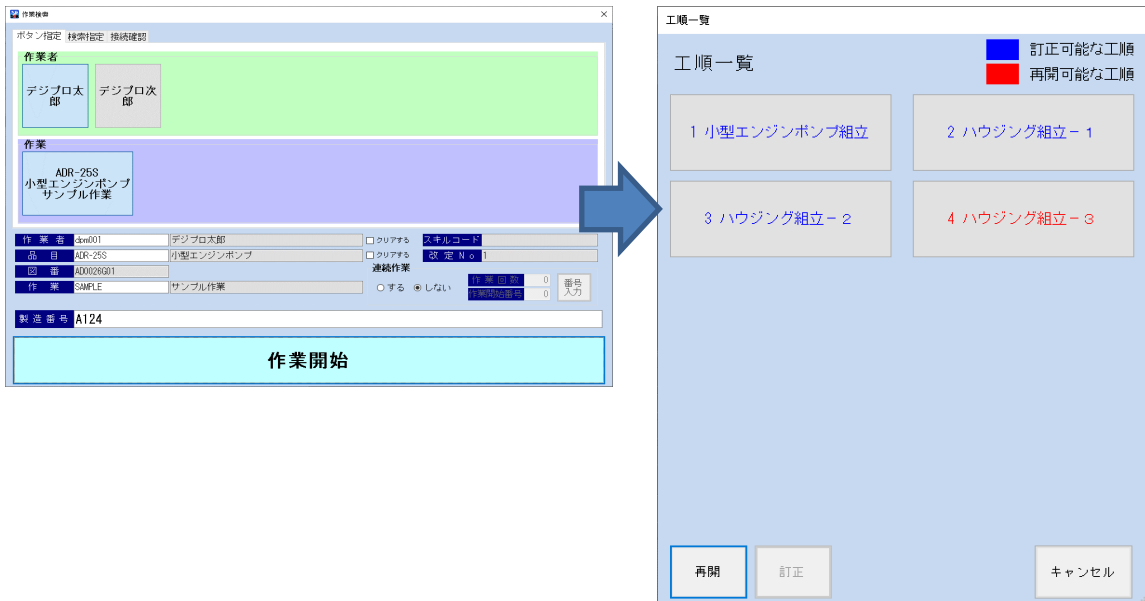 作業検索
ボタン指定 検索指定 接続確認
作業者
デジプロ太
郎
デジプロ次
郎
作業
ADR-25S
小型エンジンポンプ
サンプル作業
作業者 dpm001 デジプロ太郎 クリアする スキルコード
品目 ADR-25S 小型エンジンポンプ クリアする 改定No 1
図番 AD0026G01 連続作業
作業 SAMPLE サンプル作業 する しない 作業回数 0
作業開始番号 0
番号
入力
製造番号 A124
作業開始
工順一覧
工順一覧
訂正可能な工順
再開可能な工順
1 小型エンジンポンプ組立
2 ハウジング組立-1
3 ハウジング組立-2
4 ハウジング組立-3
再開
訂正
キャンセル